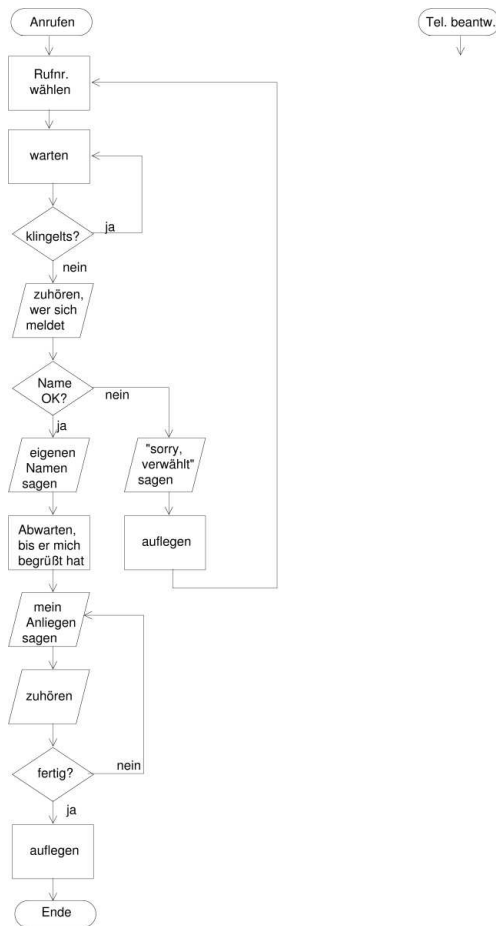 Anrufen
Tel. beantw.
Rufnr.
wählen
warten
klingelts?
ja
nein
zuhören,
wer sich
meldet
Name
OK?
nein
ja
eigenen
Namen
sagen
"sorry,
verwählt"
sagen
Abwarten,
bis er mich
begrüßt hat
auflegen
mein
Anliegen
sagen
zuhören
fertig?
nein
ja
auflegen
Ende